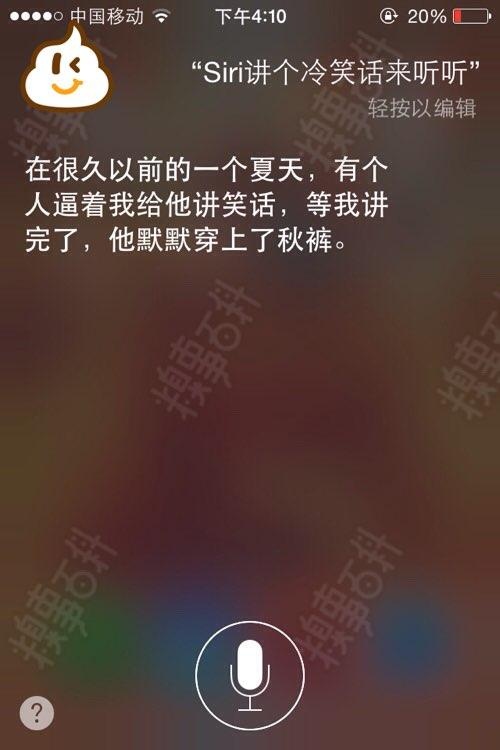 中国移动 下午4:10 20%
“Siri讲个冷笑话来听听”
轻按以编辑
在很久以前的一个夏天，有个
人逼着我给他讲笑话，等我讲
完了，他默默穿上了秋裤。
糗事百科
糗事百科
糗事百科
糗事百科
糗事百科
糗事百科
?